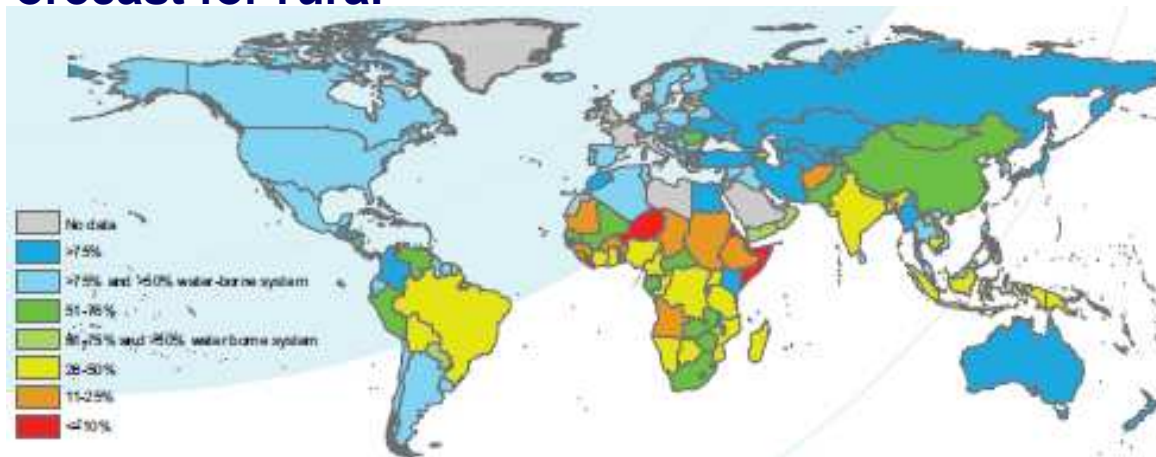 orecast for rural
No data
>75%
>75% and >50% water-borne system
51-75%
51-75% and >50% water borne system
26-50%
11-25%
<=10%